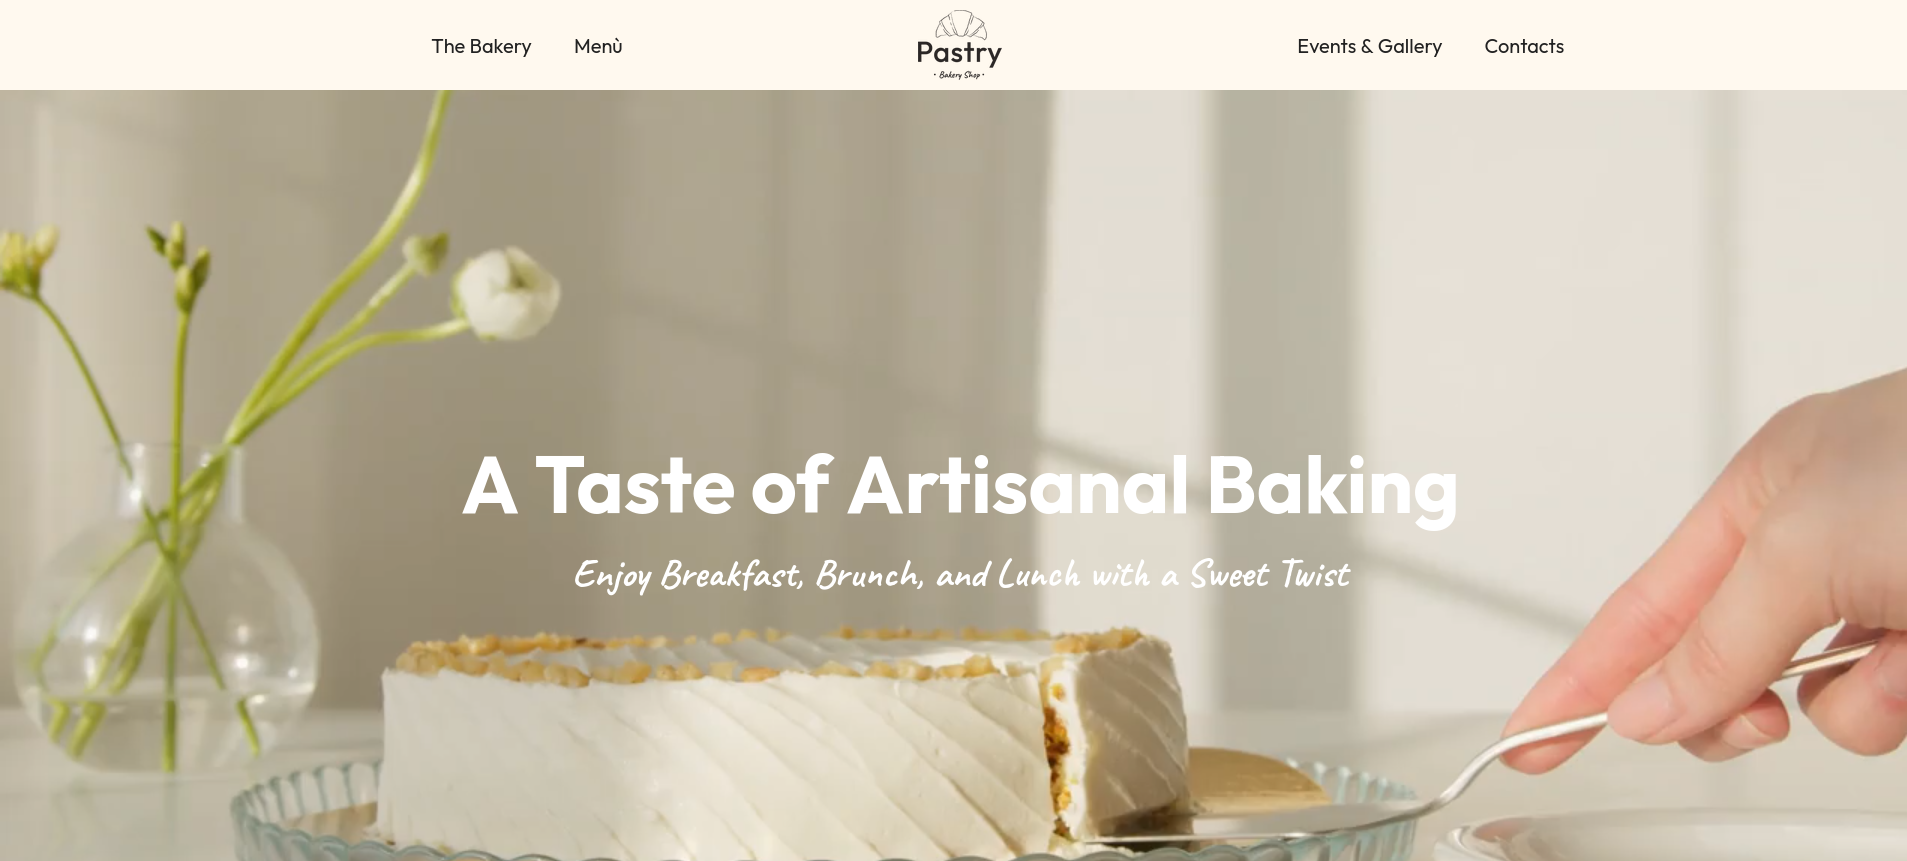 The Bakery
Menù
Pastry
• Bakery Shop •
Events & Gallery
Contacts
A Taste of Artisanal Baking
Enjoy Breakfast, Brunch, and Lunch with a Sweet Twist